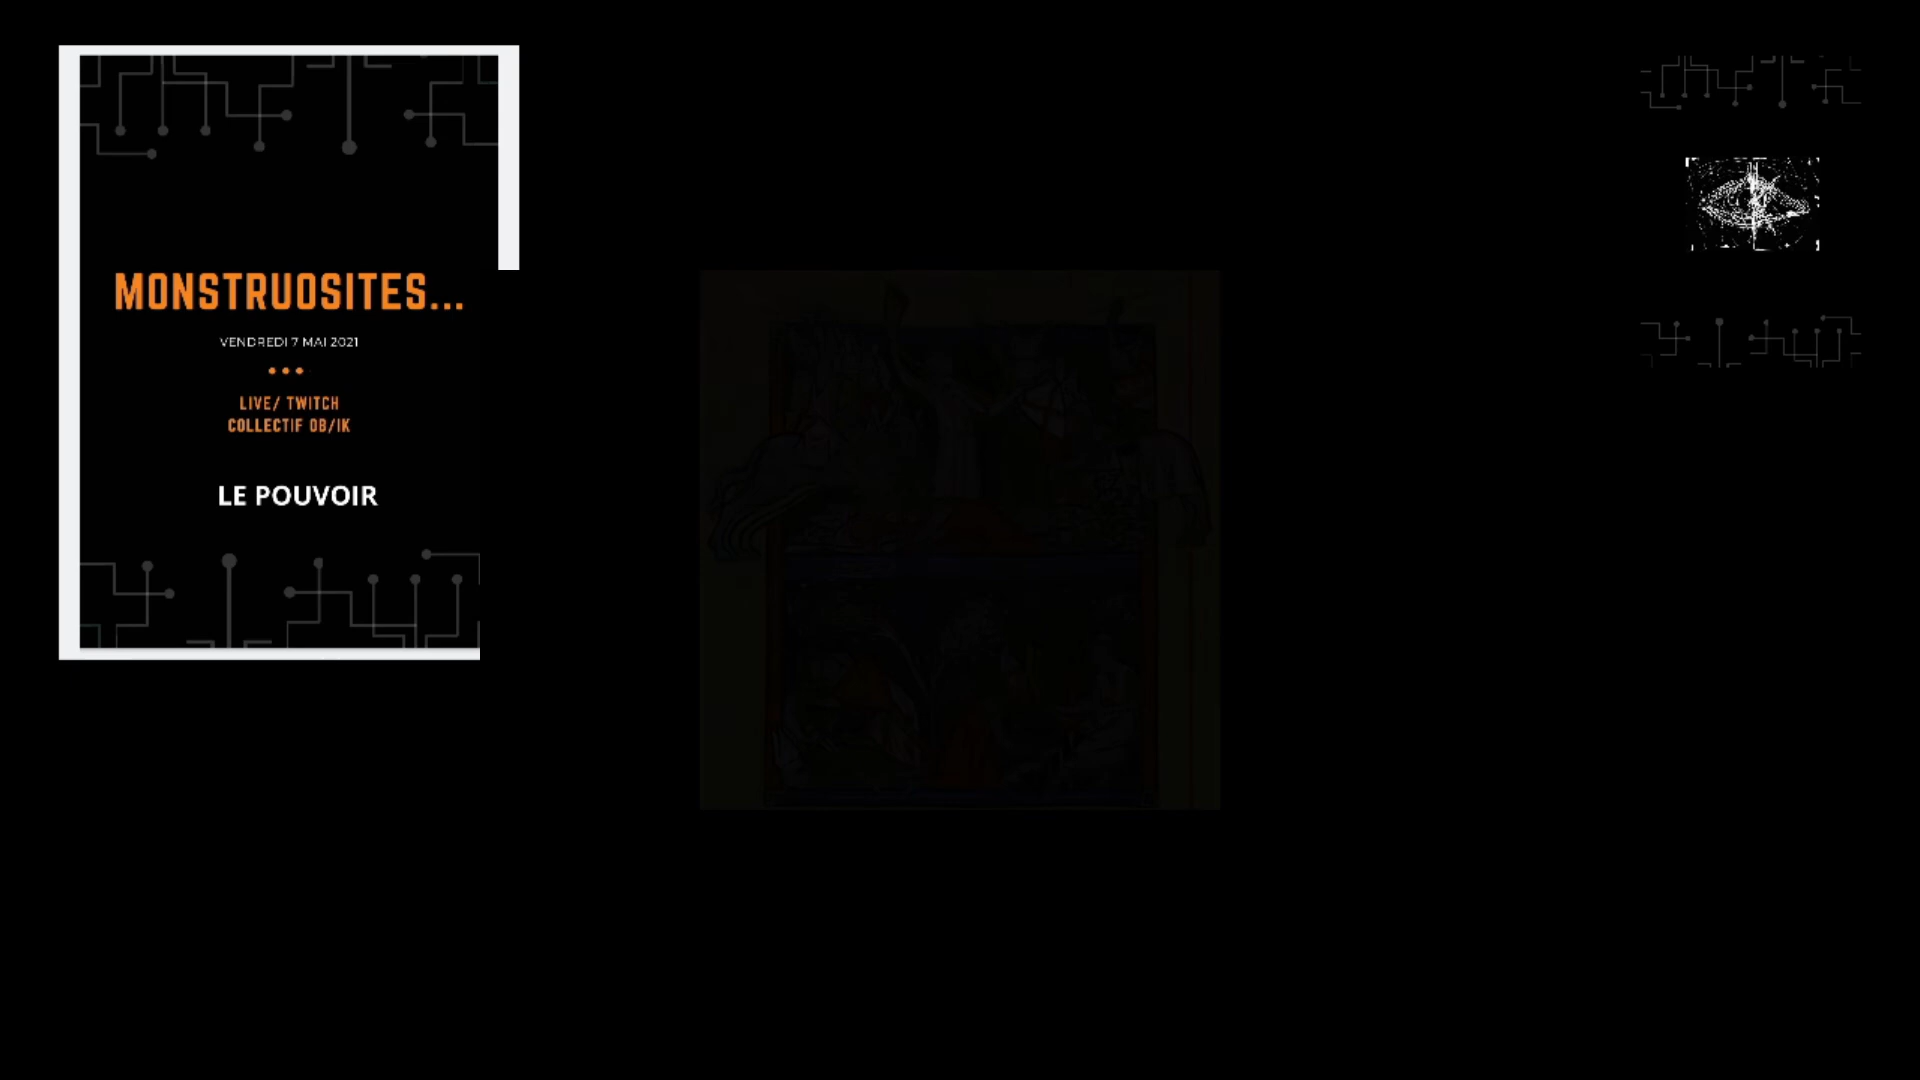 MONSTRUOSITES...
VENDREDI 7 MAI 2021
LIVE/ TWITCH
COLLECTIF OB/IK
LE POUVOIR